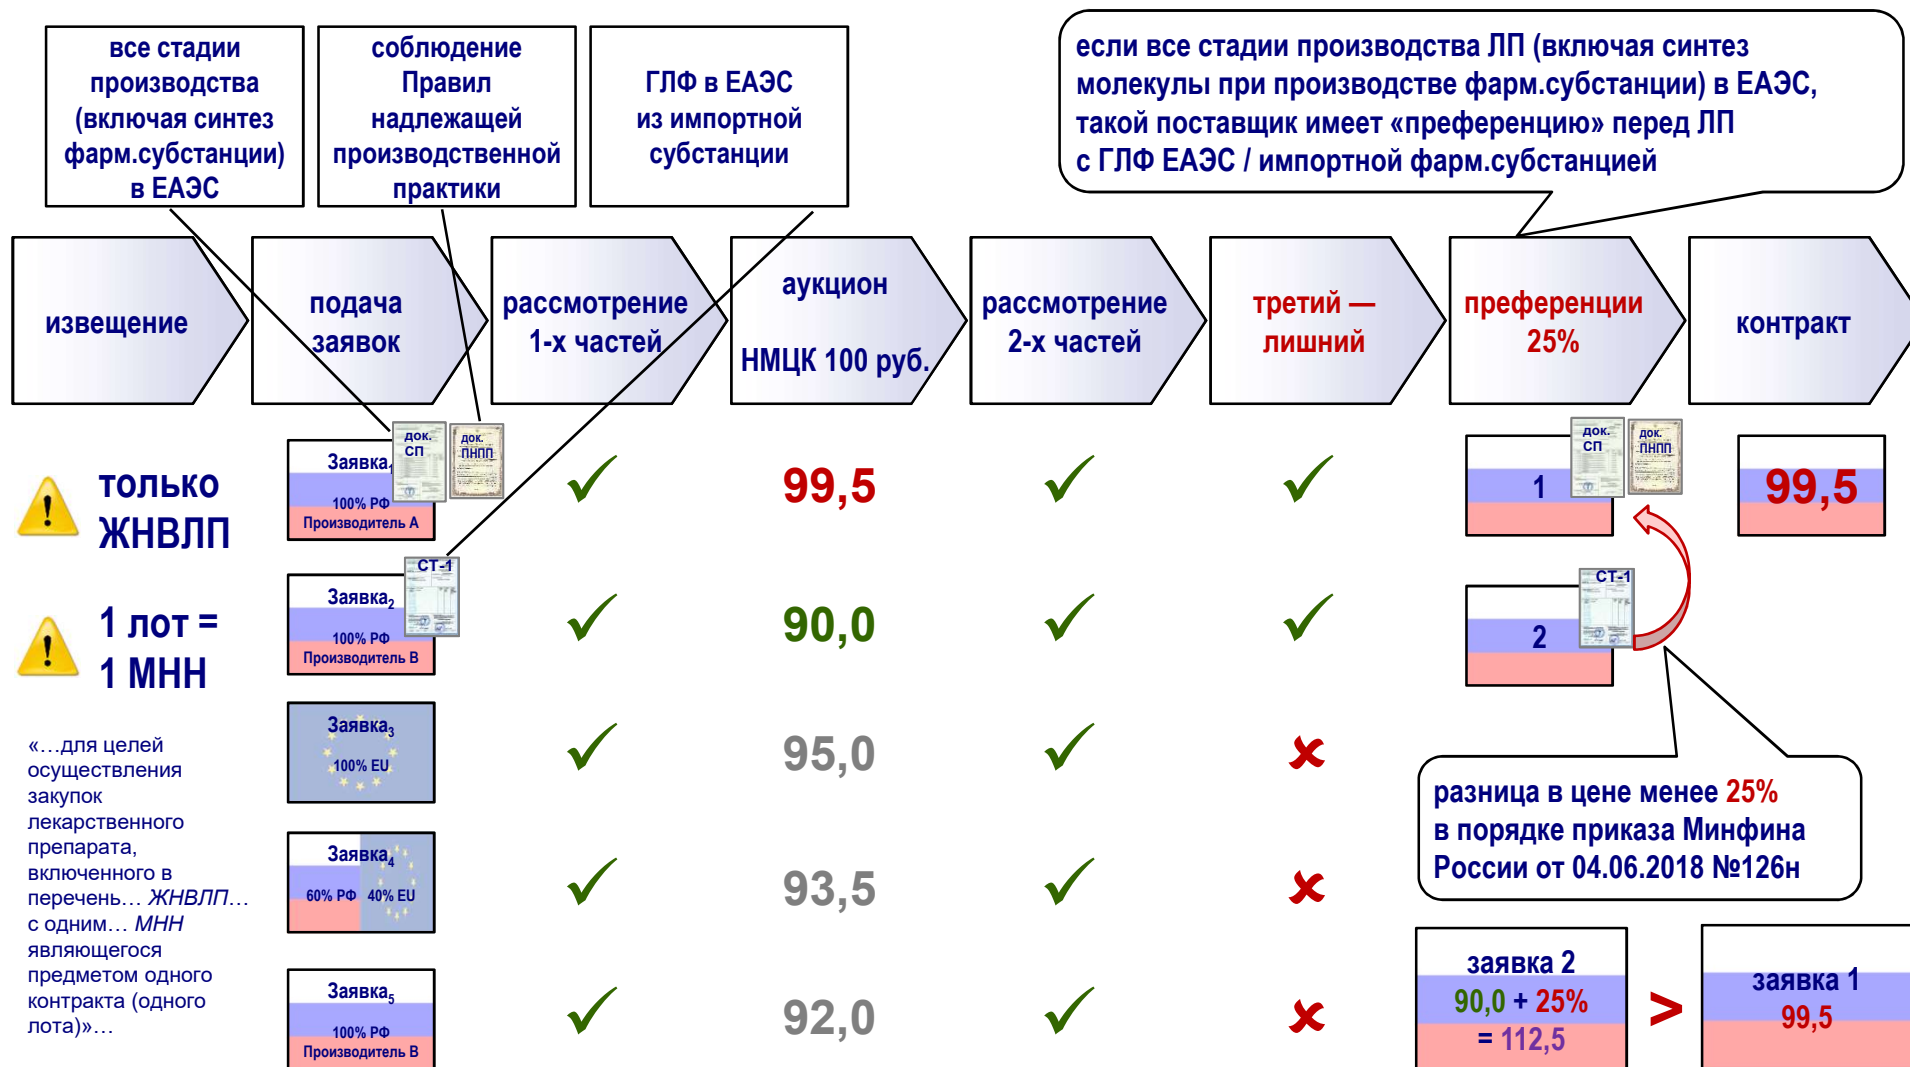 все стадии
производства
(включая синтез
фарм.субстанции)
в ЕАЭС
соблюдение
Правил
надлежащей
производственной
практики
ГЛФ в ЕАЭС
из импортной
субстанции
если все стадии производства ЛП (включая синтез
молекулы при производстве фарм.субстанции) в ЕАЭС,
такой поставщик имеет «преференцию» перед ЛП
с ГЛФ ЕАЭС / импортной фарм.субстанцией
извещение
подача
заявок
рассмотрение
1-х частей
аукцион
НМЦК 100 руб.
рассмотрение
2-х частей
третий —
лишний
преференции
25%
контракт
только
ЖНВЛП
Заявка1
100% РФ
Производитель А
док.
СП
док.
ПНПП
99,5
1
док.
СП
док.
ПНПП
99,5
1 лот =
1 МНН
Заявка2
100% РФ
Производитель В
СТ-1
90,0
2
СТ-1
«…для целей
осуществления
закупок
лекарственного
препарата,
включенного в
перечень… ЖНВЛП…
с одним… МНН
являющегося
предметом одного
контракта (одного
лота)»…
Заявка3
100% EU
95,0
Заявка4
60% РФ
40% EU
93,5
Заявка5
100% РФ
Производитель В
92,0
разница в цене менее 25%
в порядке приказа Минфина
России от 04.06.2018 №126н
заявка 2
90,0 + 25%
= 112,5
>
заявка 1
99,5